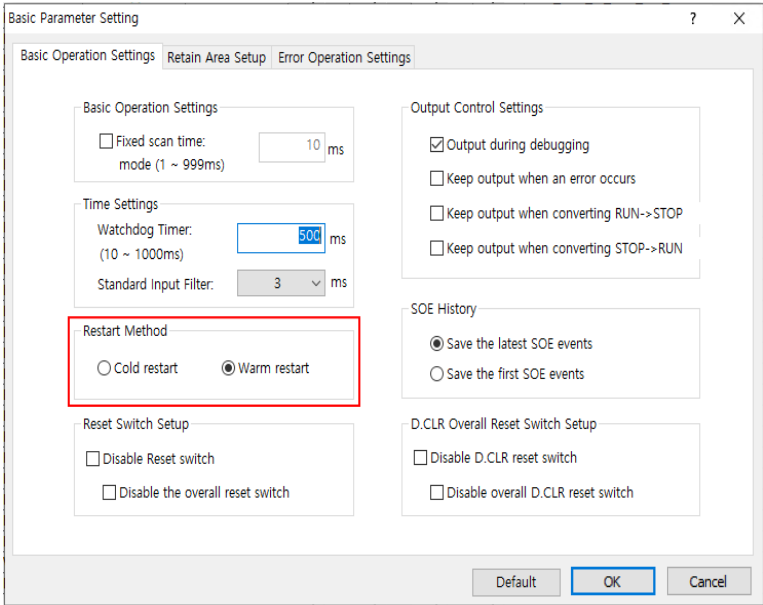 Basic Parameter Setting
?
Basic Operation Settings
Retain Area Setup
Error Operation Settings
Basic Operation Settings
Fixed scan time:
mode (1 ~ 999ms)
10 ms
Time Settings
Watchdog Timer:
(10 ~ 1000ms)
500 ms
Standard Input Filter:
3 ms
Restart Method
Cold restart
Warm restart
Reset Switch Setup
Disable Reset switch
Disable the overall reset switch
Output Control Settings
Output during debugging
Keep output when an error occurs
Keep output when converting RUN->STOP
Keep output when converting STOP->RUN
SOE History
Save the latest SOE events
Save the first SOE events
D.CLR Overall Reset Switch Setup
Disable D.CLR reset switch
Disable overall D.CLR reset switch
Default
OK
Cancel